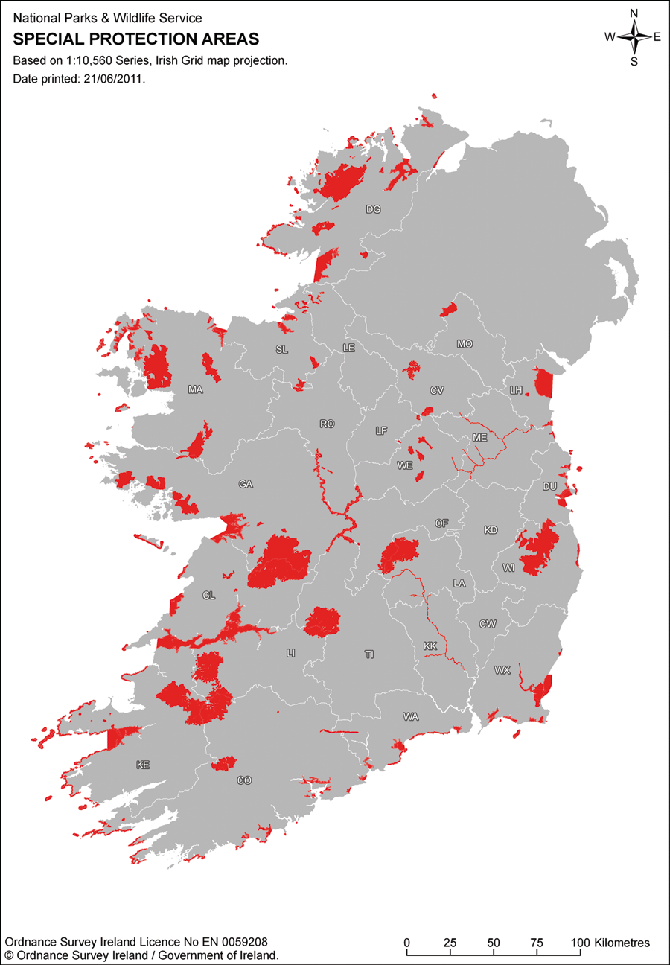 National Parks & Wildlife Service
SPECIAL PROTECTION AREAS
Based on 1:10,560 Series, Irish Grid map projection.
Date printed: 21/06/2011.
N
W E
S
DG
MO
SL
LE
MA
CV
LH
RD
LF
ME
WE
GA
DU
OF
KD
WI
LA
CL
CW
LI
TI
KK
WX
WA
KE
CO
Ordnance Survey Ireland Licence No EN 0059208
© Ordnance Survey Ireland / Government of Ireland.
0 25 50 75 100 Kilometres